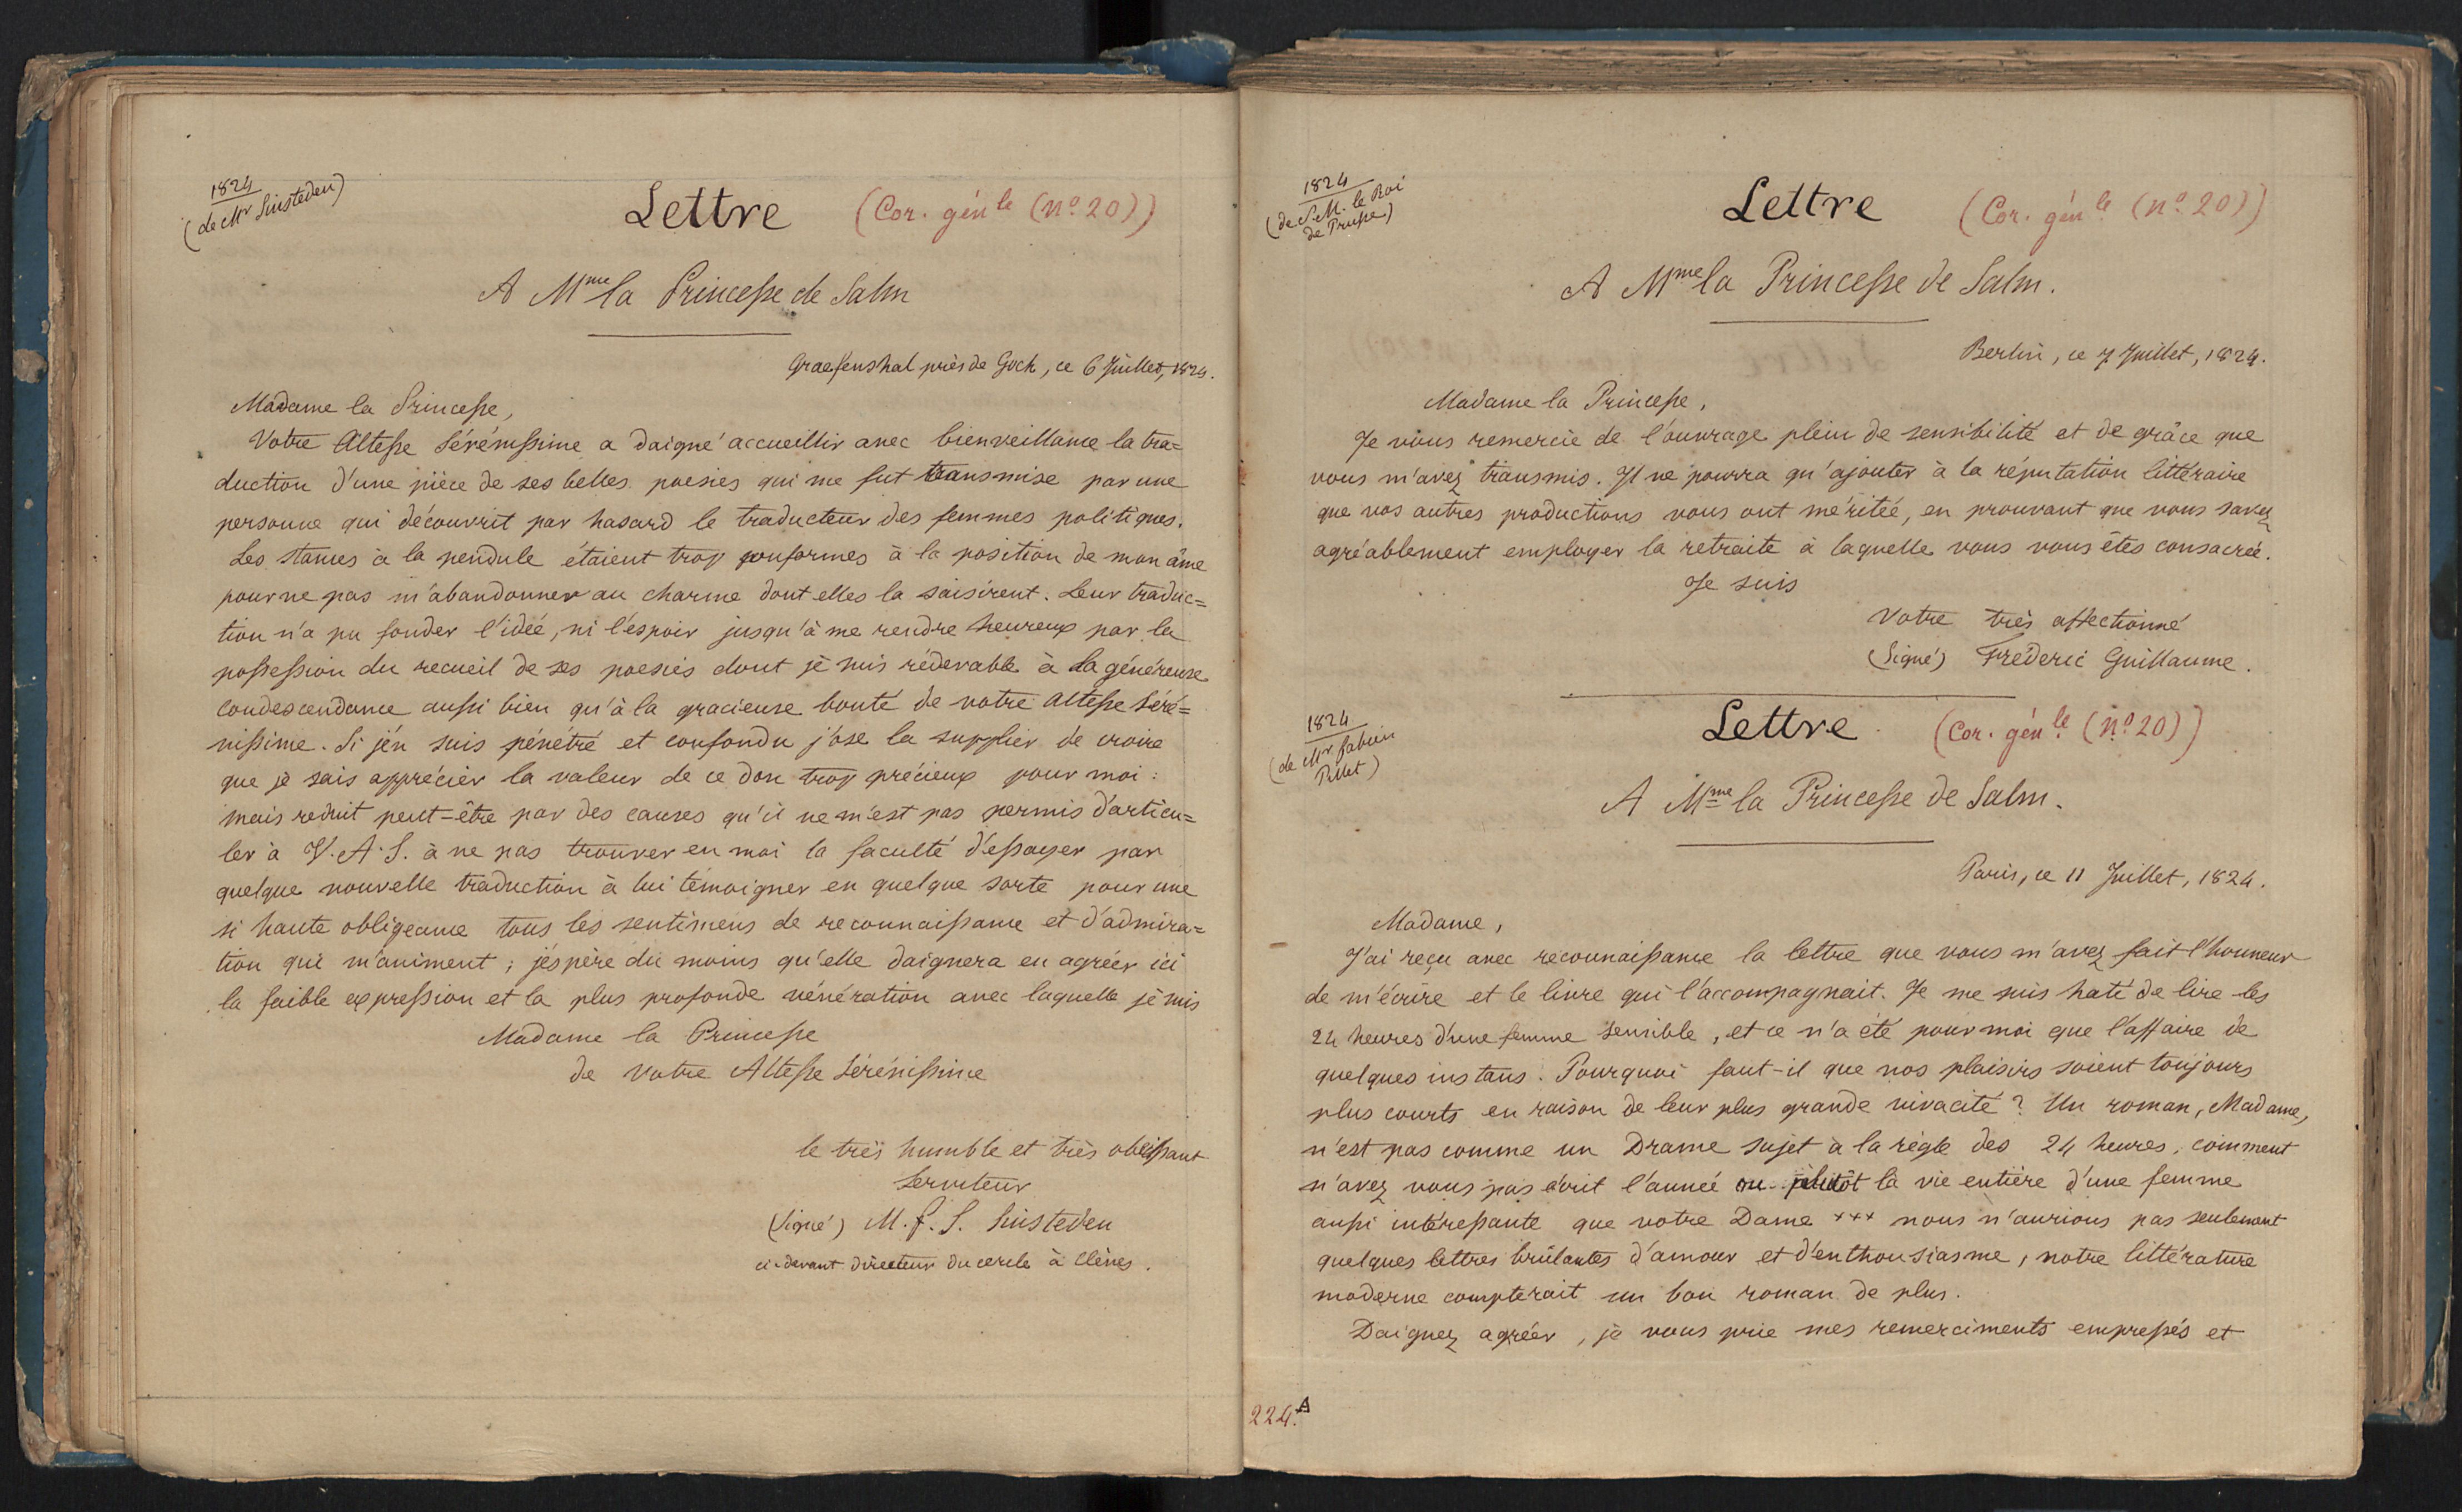 1824
(de Mr Sinsteden)
Lettre (Cor. génle (no. 20))
A Mme la Princesse de Salm
Graefenshal près de Goch, ce 6 Juillet, 1824.
Madame la Princesse,
Votre Altesse Sérénissime a daigné accueillir avec bienveillance la tra=
duction d'une pièce de ses belles poesies qui me fut transmise par une
personne qui découvrit par hasard le traducteur des femmes politiques.
Les stances à la pendule étaient trop conformes à la position de mon âme
pour ne pas m'abandonner au charme dont elles la saisirent. Leur traduc=
tion n'a pu fonder l'idée, ni l'espoir jusqu'à me rendre heureux par la
possession du recueil de ses poesies dont je suis redevable à la généreuse
condescendance aussi bien qu'à la gracieuse bonté de votre Altesse Séré=
nissime. Si j'en suis pénétré et confondu j'ose la supplier de croire
que je sais apprécier la valeur de ce don trop précieux pour moi :
mais reduit peut-être par des causes qu'il ne m'est pas permis d'articu=
ler à V. A. S. à ne pas trouver en moi la faculté d'essayer par
quelque nouvelle traduction à lui témoigner en quelque sorte pour une
si haute obligeance tous les sentimens de reconnaissance et d'admira=
tion qui m'animent ; j'espère du moins qu'elle daignera en agréer ici
la faible expression et la plus profonde vénération avec laquelle je suis
Madame la Princesse
de Votre Altesse Sérénissime
le très humble et très obéissant
Serviteur
(Signé) M. f. S. Sinsteden
ci-devant directeur du cercle à Clèves.
1824
(de S. M. le Roi
de Prusse)
Lettre (Cor. génle. (no. 20))
A Mme la Princesse de Salm.
Berlin, ce 7 Juillet, 1824.
Madame la Princesse,
Je vous remercie de l'ouvrage plein de sensibilité et de grâce que
vous m'avez transmis. Il ne pourra qu'ajouter à la réputation littéraire
que vos autres productions vous ont méritée, en prouvant que vous savez
agréablement employer la retraite à laquelle vous vous êtes consacrée.
Je suis
Votre très affectionné
(Signé) Fréderic Guillaume.
1824
(de Mr fabien
Pillet)
Lettre (Cor. génle. (No. 20))
A Mme la Princesse de Salm.
Paris, ce 11 Juillet, 1824.
Madame,
J'ai reçu avec reconnaissance la lettre que vous m'avez fait l'honneur
de m'écrire et le livre qui l'accompagnait. Je me suis haté de lire les
24 heures d'une femme sensible, et ce n'a été pour moi que l'affaire de
quelques instans. Pourquoi faut-il que nos plaisirs soient toujours
plus courts en raison de leur plus grande vivacité ? Un roman, Madame,
n'est pas comme un Drame sujet à la règle des 24 heures, comment
n'avez vous pas écrit l'année ou plutôt la vie entière d'une femme
aussi intéressante que votre Dame +++ nous n'aurions pas seulement
quelques lettres brûlantes d'amour et d'enthousiasme, notre littérature
moderne compterait un bon roman de plus.
Daignez agréer, je vous prie mes remerciments empressés et
224.A